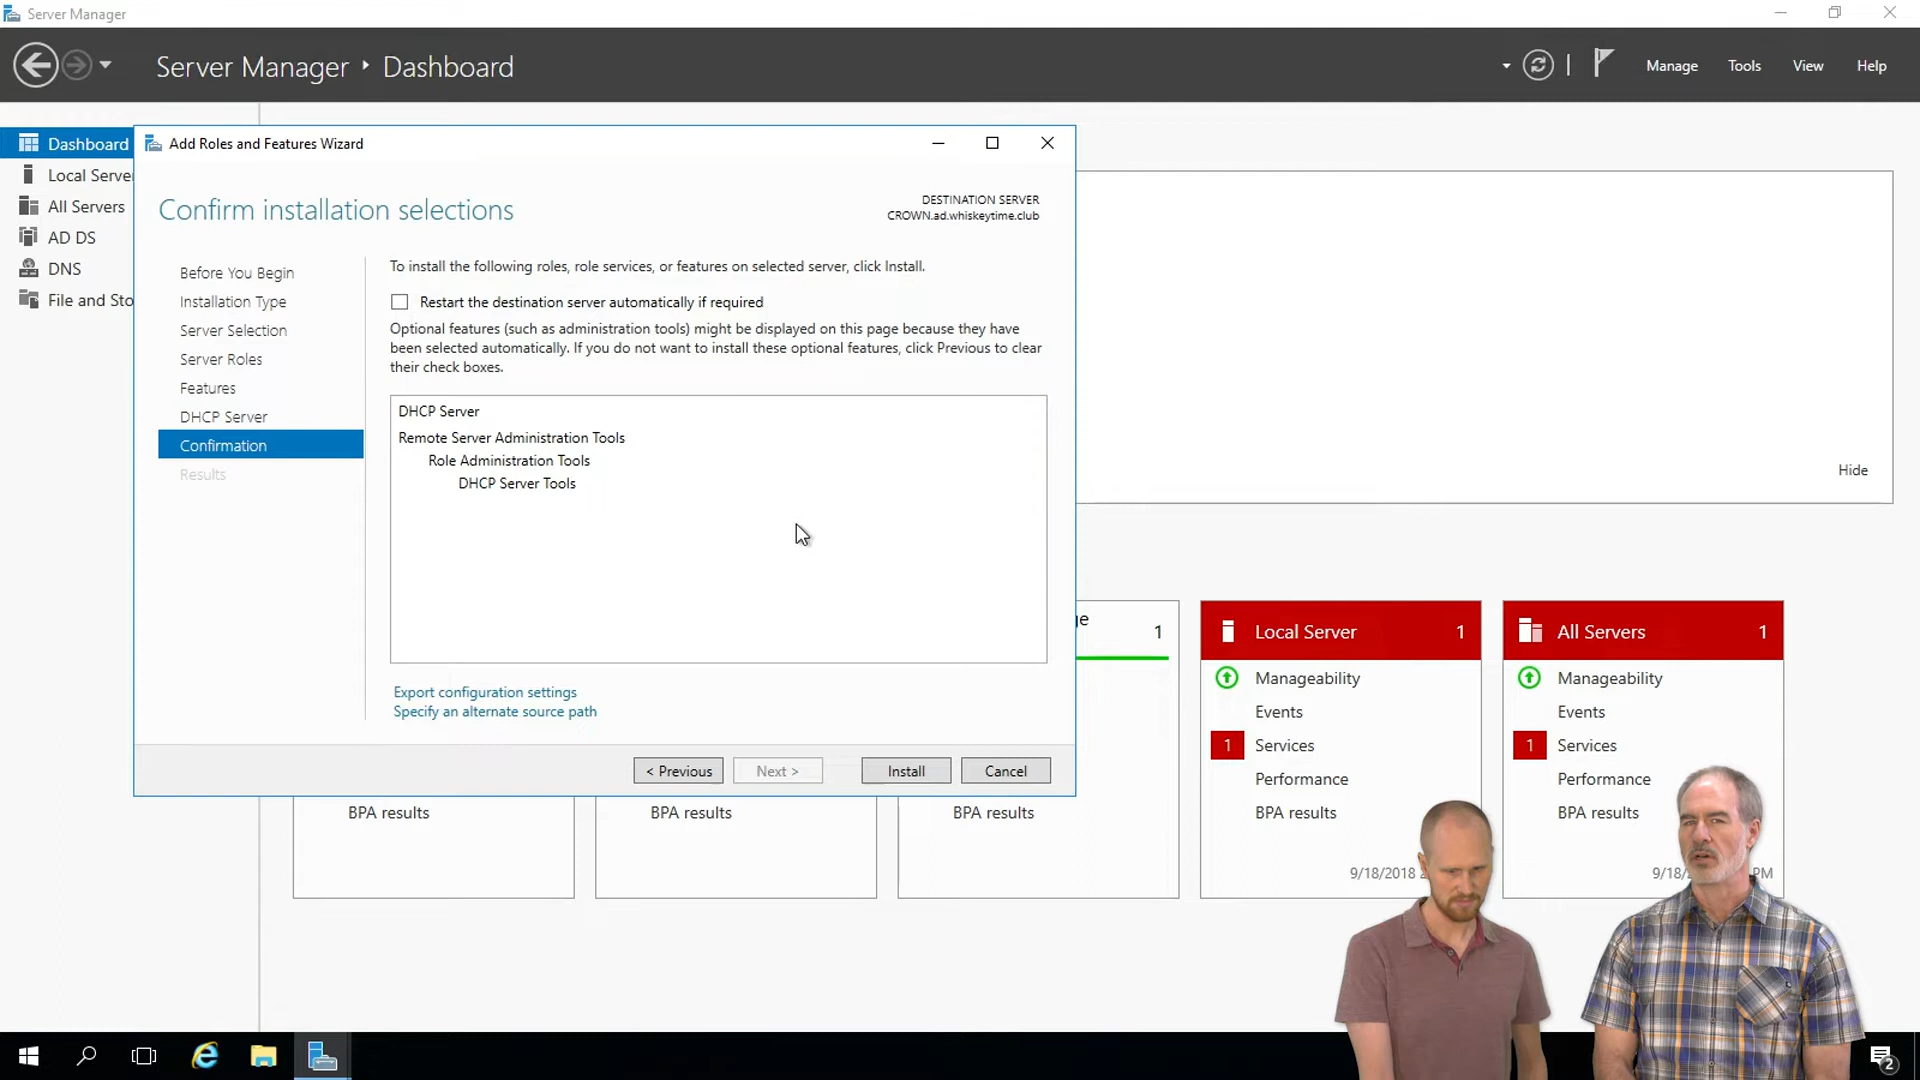 Server Manager
Server Manager
Dashboard
Manage
Tools
View
Help
Dashboard
Local Server
All Servers
AD DS
DNS
File and Sto
Add Roles and Features Wizard
Confirm installation selections
DESTINATION SERVER
CROWN.ad.whiskeytime.club
Before You Begin
Installation Type
Server Selection
Server Roles
Features
DHCP Server
Confirmation
Results
To install the following roles, role services, or features on selected server, click Install.
Restart the destination server automatically if required
Optional features (such as administration tools) might be displayed on this page because they have
been selected automatically. If you do not want to install these optional features, click Previous to clear
their check boxes.
DHCP Server
Remote Server Administration Tools
Role Administration Tools
DHCP Server Tools
Export configuration settings
Specify an alternate source path
< Previous
Next >
Install
Cancel
Hide
ge
1
Local Server 1
Manageability
Events
1 Services
Performance
BPA results
9/18/2018
All Servers 1
Manageability
Events
1 Services
Performance
BPA results
9/18/ PM
BPA results
BPA results
BPA results
2